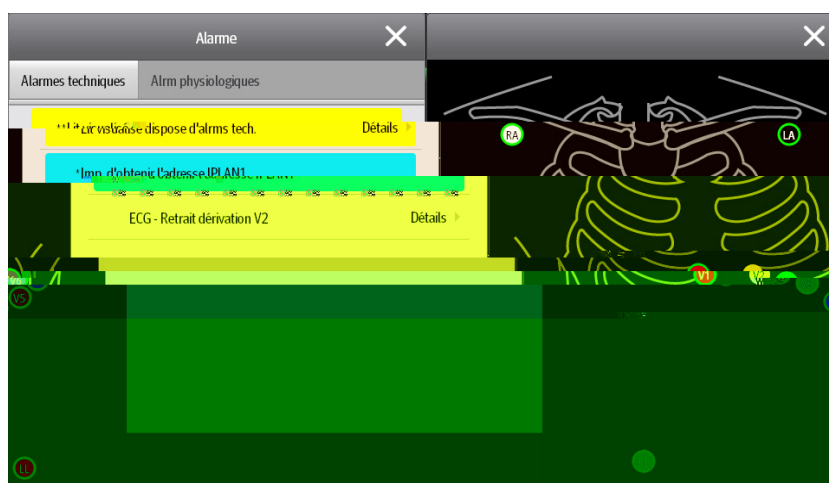 Alarme
Alarmes techniques Alrm physiologiques
dispose d'alrms tech. Détails
RA LA
*Imp. d'obtenir l'adresse IPLAN1
ECG - Retrait dérivation V2 Détails
V1
V5
LL